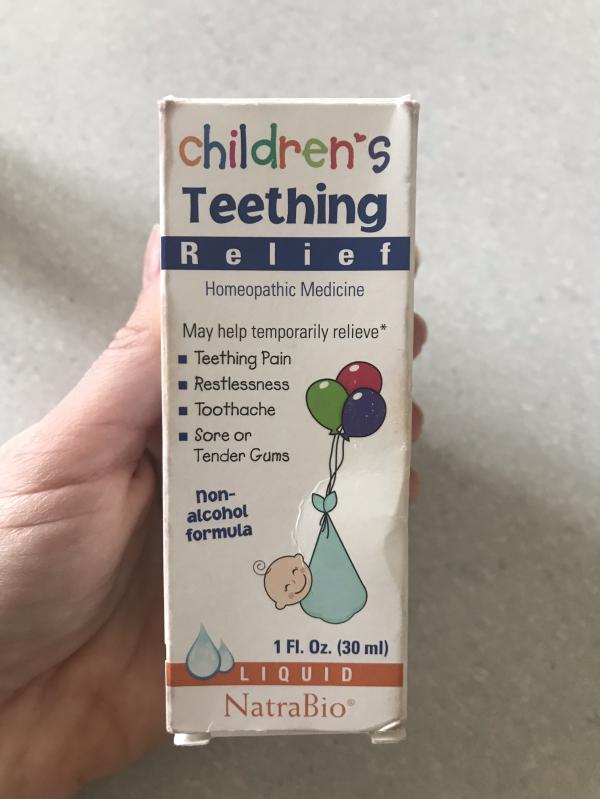 children's
Teething
Relief
Homeopathic Medicine
May help temporarily relieve*
■ Teething Pain
■ Restlessness
■ Toothache
■ Sore or
Tender Gums
Non-
alcohol
formula
1 Fl. Oz. (30 ml)
LIQUID
NatraBio®